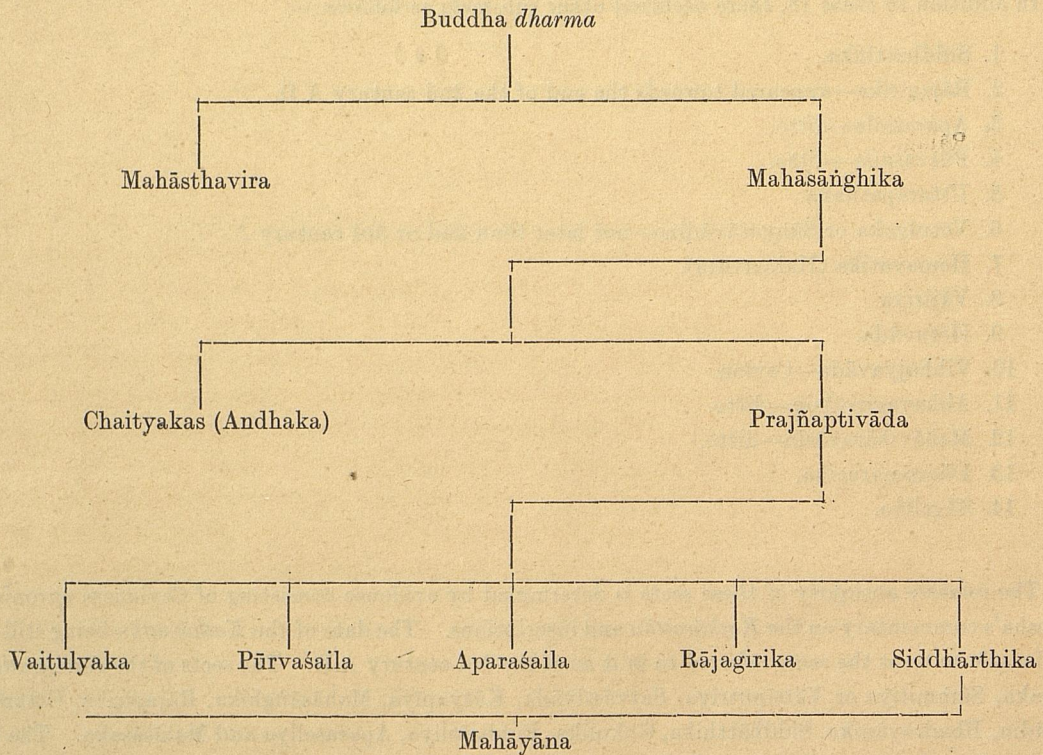 Buddha dharma
Mahāsthavira Mahāsāṅghika
Chaityakas (Andhaka) Prajñaptivāda
Vaitulyaka Pūrvaśaila Aparaśaila Rājagirika Siddhārthika
Mahāyāna